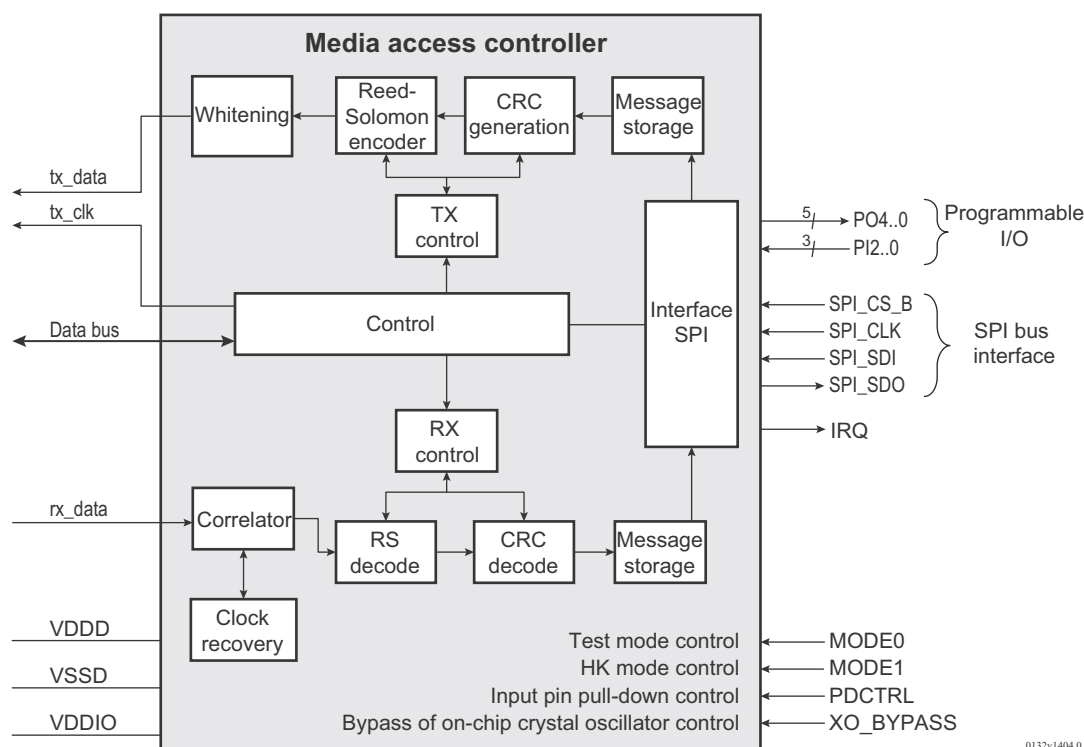 Media access controller
Whitening
Reed-
Solomon
encoder
CRC
generation
Message
storage
tx_data
tx_clk
TX
control
5
PO4..0
3
PI2..0
Programmable
I/O
Control
Data bus
Interface
SPI
SPI_CS_B
SPI_CLK
SPI_SDI
SPI_SDO
SPI bus
interface
IRQ
RX
control
rx_data
Correlator
RS
decode
CRC
decode
Message
storage
Clock
recovery
VDDD
VSSD
VDDIO
Test mode control
MODE0
HK mode control
MODE1
Input pin pull-down control
PDCTRL
Bypass of on-chip crystal oscillator control
XO_BYPASS
0132v1404.0